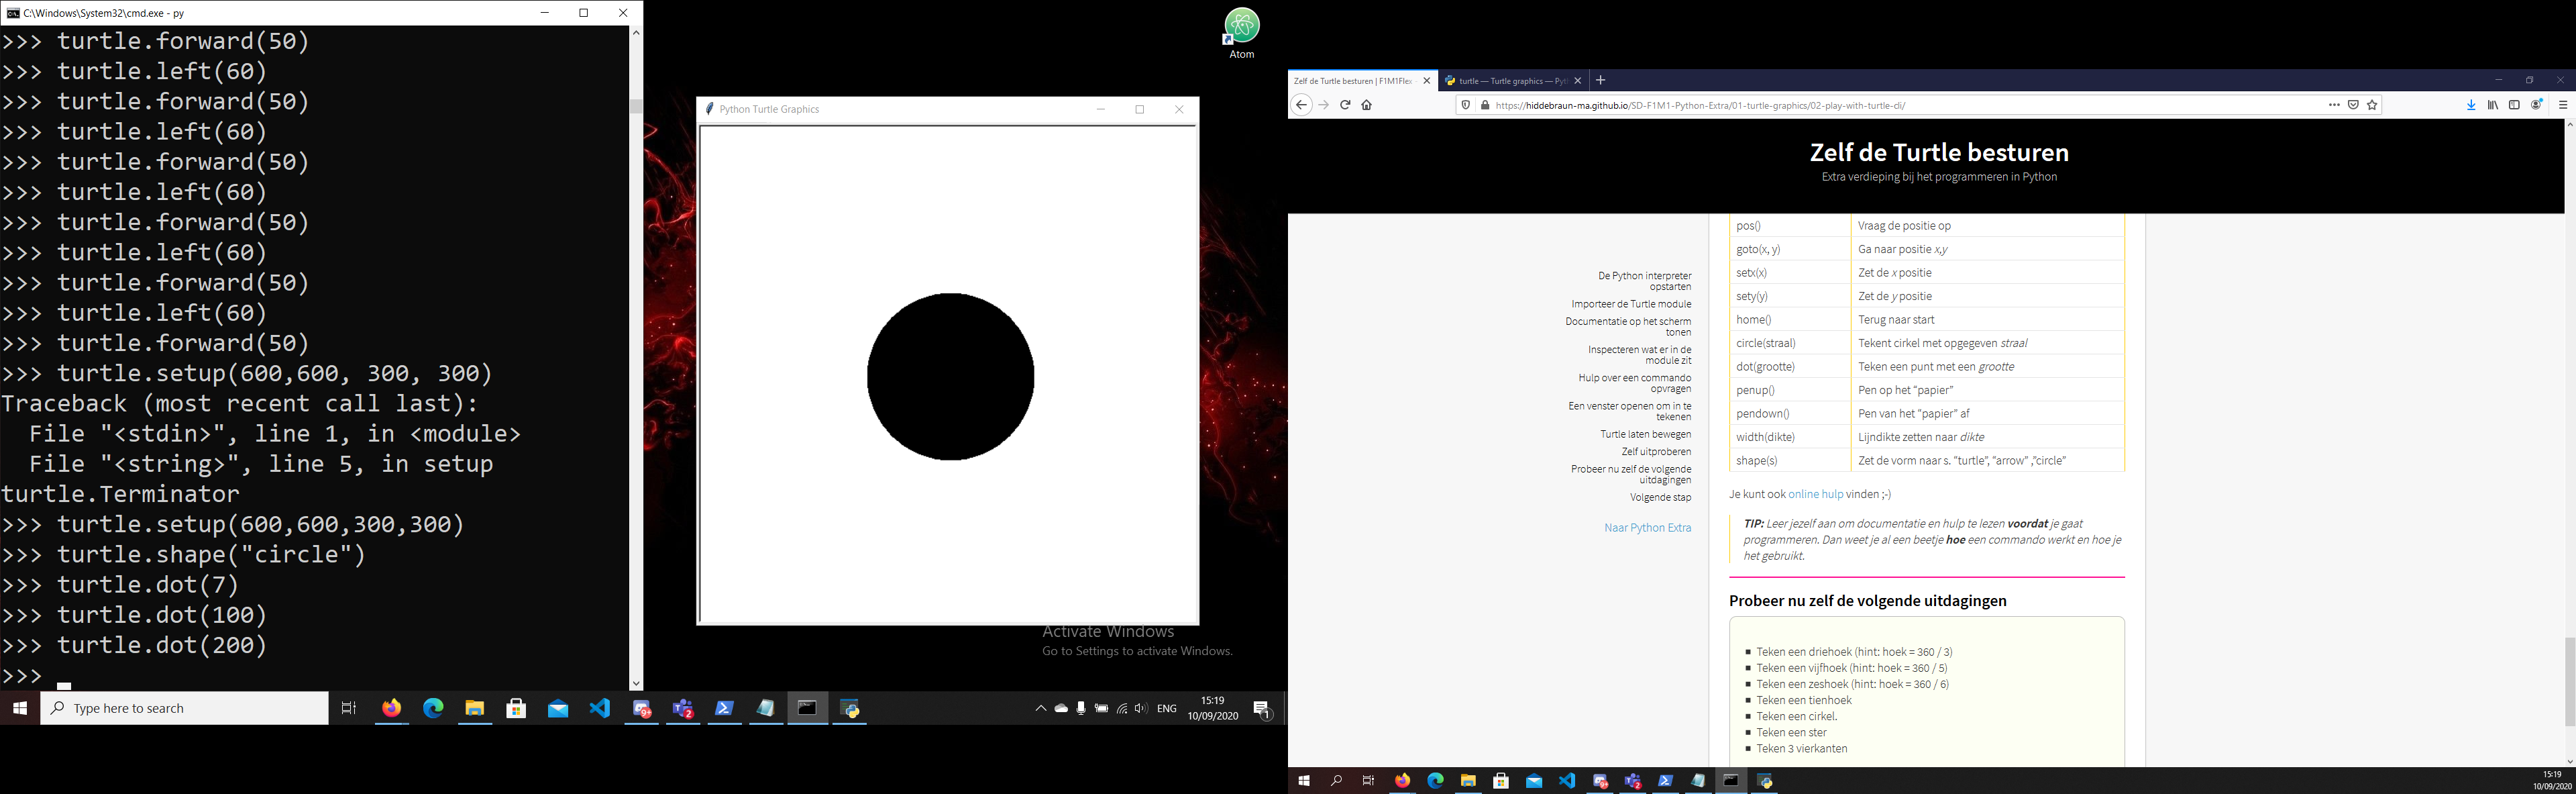 C:\Windows\System32\cmd.exe - py
>>> turtle.forward(50)
>>> turtle.left(60)
>>> turtle.forward(50)
>>> turtle.left(60)
>>> turtle.forward(50)
>>> turtle.left(60)
>>> turtle.forward(50)
>>> turtle.left(60)
>>> turtle.forward(50)
>>> turtle.left(60)
>>> turtle.forward(50)
>>> turtle.setup(600,600, 300, 300)
Traceback (most recent call last):
  File "<stdin>", line 1, in <module>
  File "<string>", line 5, in setup
turtle.Terminator
>>> turtle.setup(600,600,300,300)
>>> turtle.shape("circle")
>>> turtle.dot(7)
>>> turtle.dot(100)
>>> turtle.dot(200)
>>>
Atom
Python Turtle Graphics
Activate Windows
Go to Settings to activate Windows.
Type here to search
ENG
15:19
10/09/2020
1
Zelf de Turtle besturen | F1M1Flex
turtle — Turtle graphics — Pyt
https://hiddebraun-ma.github.io/SD-F1M1-Python-Extra/01-turtle-graphics/02-play-with-turtle-cli/
Zelf de Turtle besturen
Extra verdieping bij het programmeren in Python
De Python interpreter
opstarten
Importeer de Turtle module
Documentatie op het scherm
tonen
Inspecteren wat er in de
module zit
Hulp over een commando
opvragen
Een venster openen om in te
tekenen
Turtle laten bewegen
Zelf uitproberen
Probeer nu zelf de volgende
uitdagingen
Volgende stap
Naar Python Extra
pos() Vraag de positie op
goto(x, y) Ga naar positie x,y
setx(x) Zet de x positie
sety(y) Zet de y positie
home() Terug naar start
circle(straal) Tekent cirkel met opgegeven straal
dot(grootte) Teken een punt met een grootte
penup() Pen op het “papier”
pendown() Pen van het “papier” af
width(dikte) Lijndikte zetten naar dikte
shape(s) Zet de vorm naar s. “turtle”, “arrow” ,”circle”
Je kunt ook online hulp vinden ;-)
TIP: Leer jezelf aan om documentatie en hulp te lezen voordat je gaat
programmeren. Dan weet je al een beetje hoe een commando werkt en hoe je
het gebruikt.
Probeer nu zelf de volgende uitdagingen
Teken een driehoek (hint: hoek = 360 / 3)
Teken een vijfhoek (hint: hoek = 360 / 5)
Teken een zeshoek (hint: hoek = 360 / 6)
Teken een tienhoek
Teken een cirkel.
Teken een ster
Teken 3 vierkanten
15:19
10/09/2020